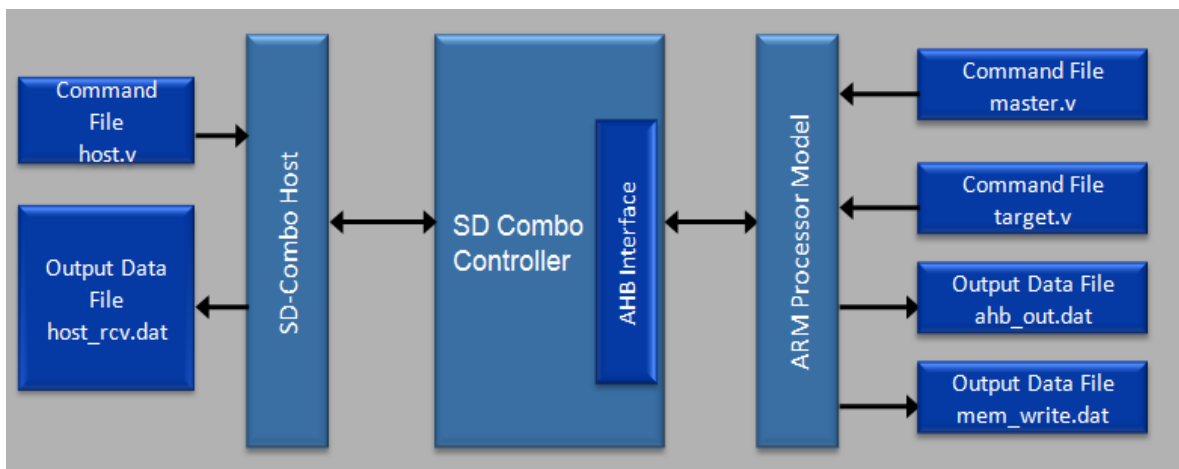 Command
File
host.v
Output Data
File
host_rcv.dat
SD-Combo Host
SD Combo
Controller
AHB Interface
ARM Processor Model
Command File
master.v
Command File
target.v
Output Data File
ahb_out.dat
Output Data File
mem_write.dat